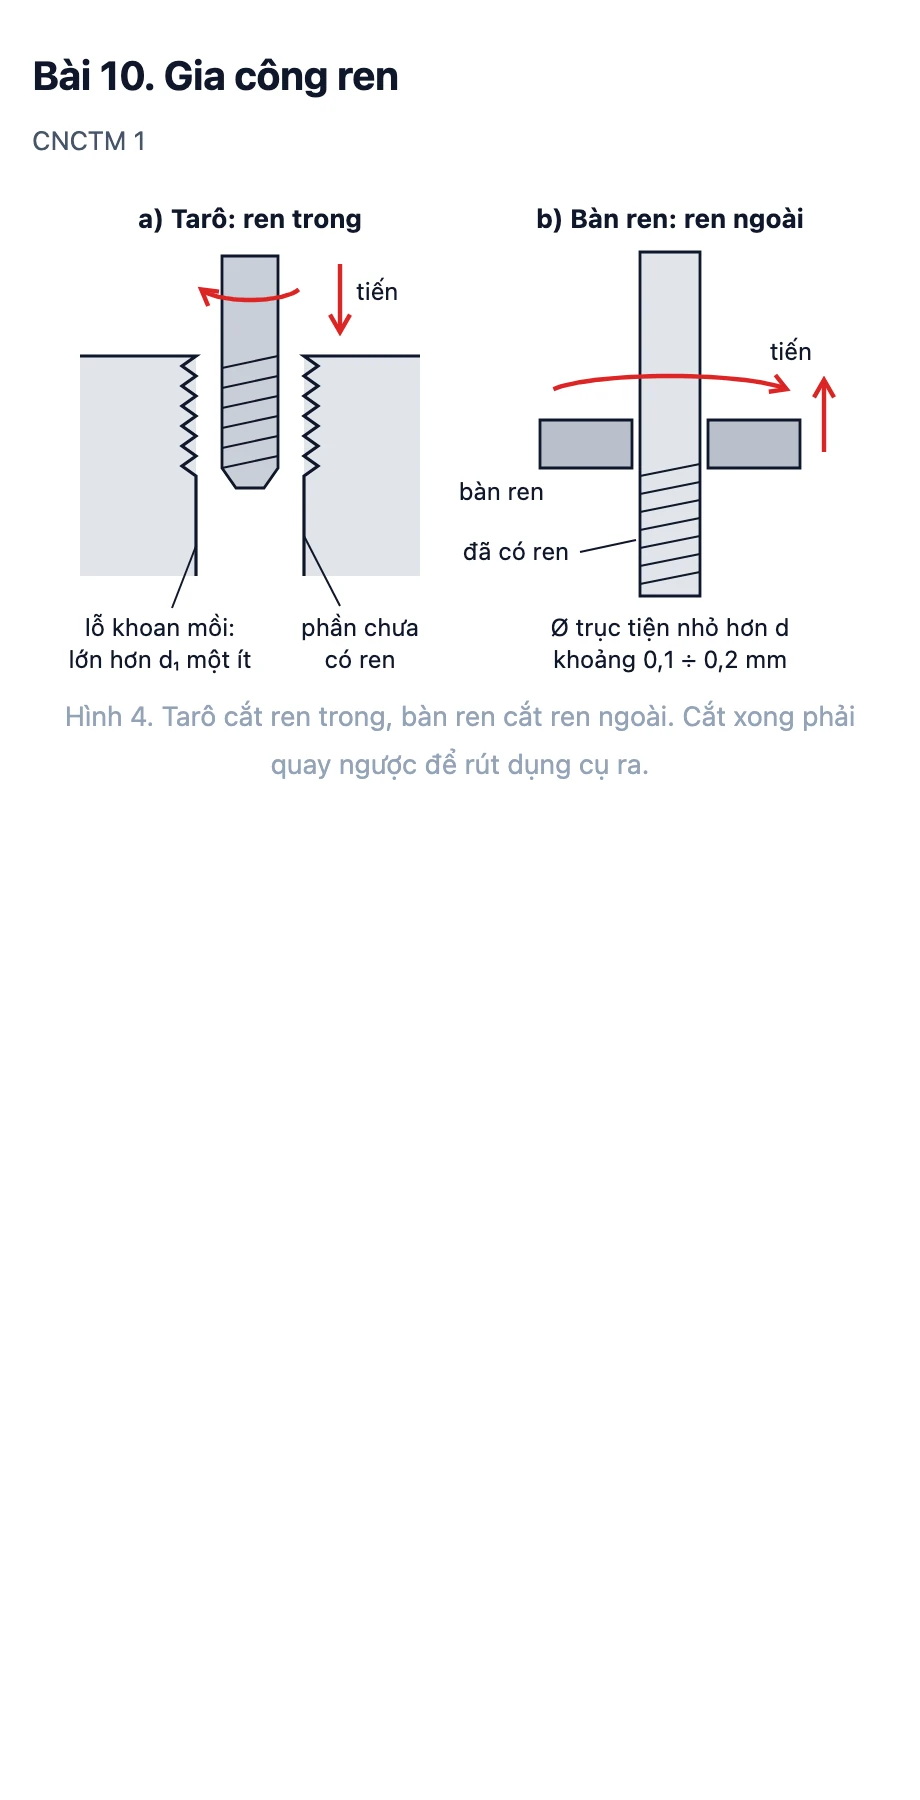 Bài 10. Gia công ren
CNCTM 1
a) Tarô: ren trong
tiến
lỗ khoan mồi:
lớn hơn d₁ một ít
phần chưa
có ren
b) Bàn ren: ren ngoài
tiến
bàn ren
đã có ren
Ø trục tiện nhỏ hơn d
khoảng 0,1 ÷ 0,2 mm
Hình 4. Tarô cắt ren trong, bàn ren cắt ren ngoài. Cắt xong phải
quay ngược để rút dụng cụ ra.